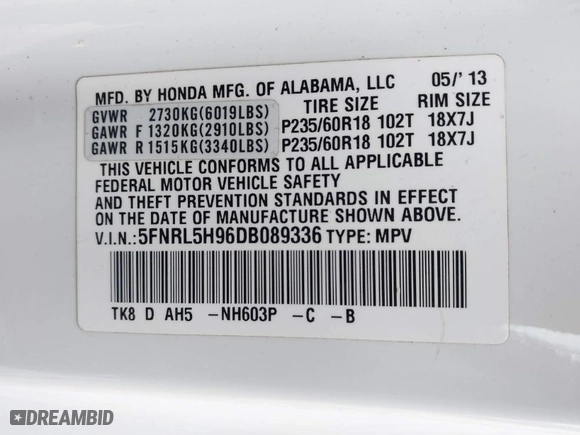 MFD. BY HONDA MFG. OF ALABAMA, LLC 05/'13
TIRE SIZE RIM SIZE
GVWR 2730KG(6019LBS)
GAWR F 1320KG(2910LBS) P235/60R18 102T 18X7J
GAWR R 1515KG(3340LBS) P235/60R18 102T 18X7J
THIS VEHICLE CONFORMS TO ALL APPLICABLE
FEDERAL MOTOR VEHICLE SAFETY
AND THEFT PREVENTION STANDARDS IN EFFECT
ON THE DATE OF MANUFACTURE SHOWN ABOVE.
V.I.N.:5FNRL5H96DB089336 TYPE: MPV
TK8 D AH5 -NH603P -C -B
DREAMBID